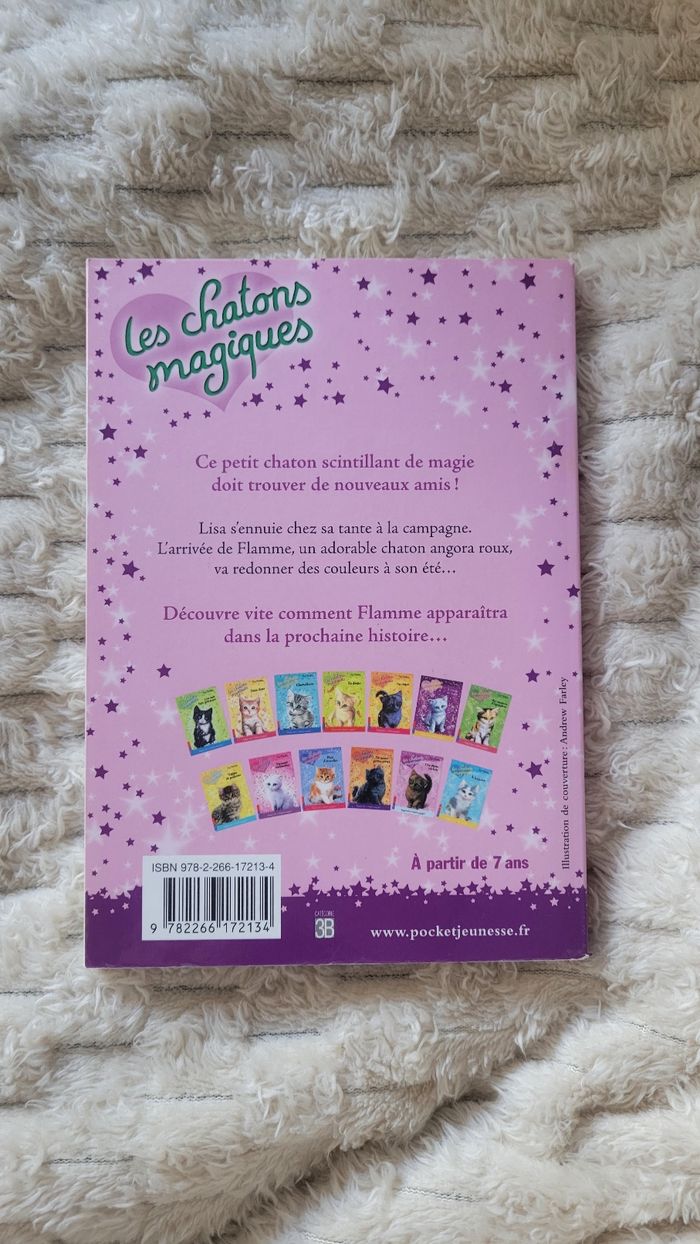 les chatons
magiques
Ce petit chaton scintillant de magie
doit trouver de nouveaux amis !
Lisa s'ennuie chez sa tante à la campagne.
L'arrivée de Flamme, un adorable chaton angora roux,
va redonner des couleurs à son été…
Découvre vite comment Flamme apparaîtra
dans la prochaine histoire…
Illustration de couverture : Andrew Farley
À partir de 7 ans
ISBN 978-2-266-17213-4
9 782266 172134
CATÉGORIE
3B
www.pocketjeunesse.fr